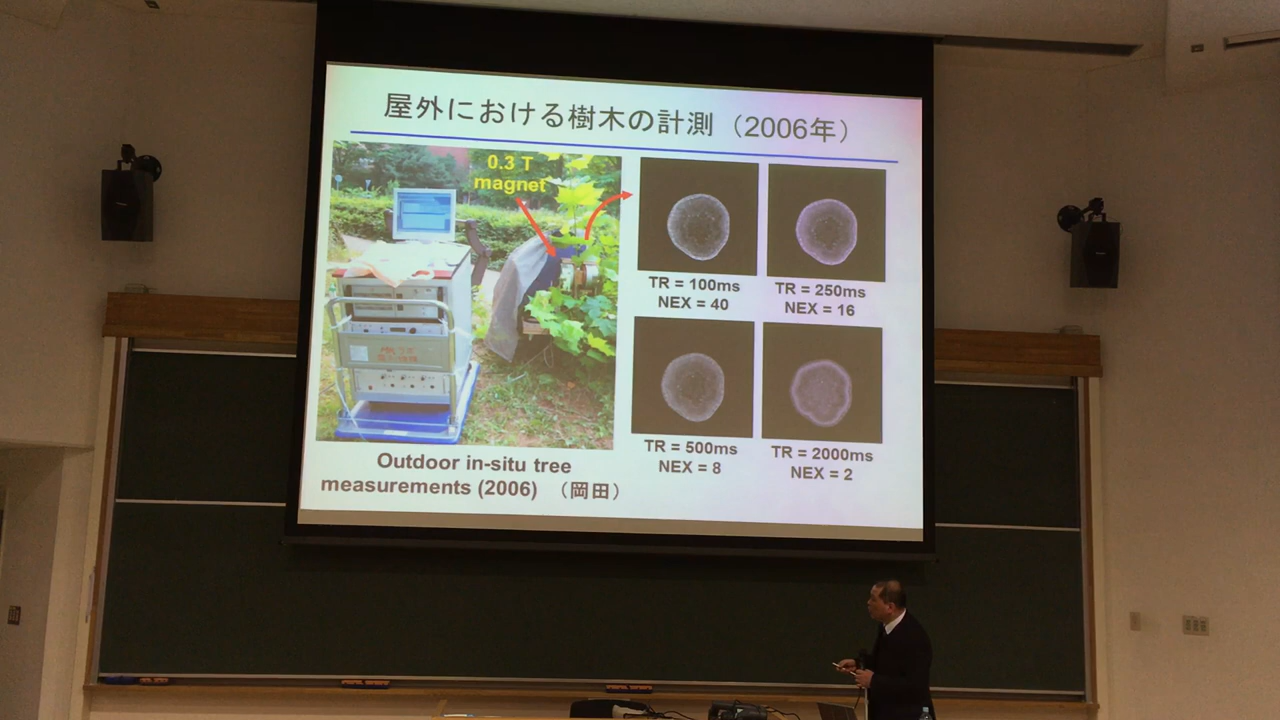 屋外における樹木の計測（2006年）
0.3 T
magnet
TR = 100ms
NEX = 40
TR = 250ms
NEX = 16
TR = 500ms
NEX = 8
TR = 2000ms
NEX = 2
Outdoor in-situ tree
measurements (2006) （岡田）